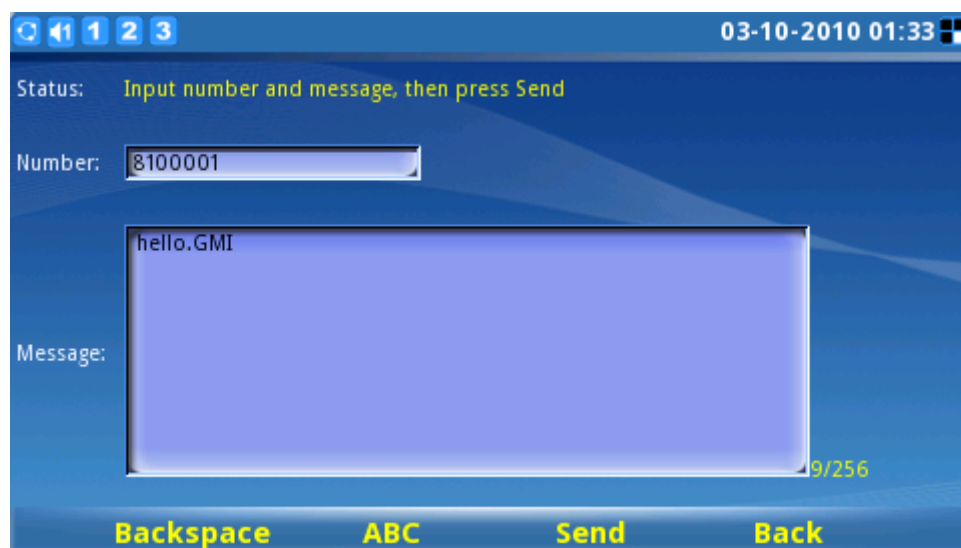 1 1 2 3 03-10-2010 01:33
Status: Input number and message, then press Send
Number: 8100001
hello.GMI
Message:
9/256
Backspace ABC Send Back